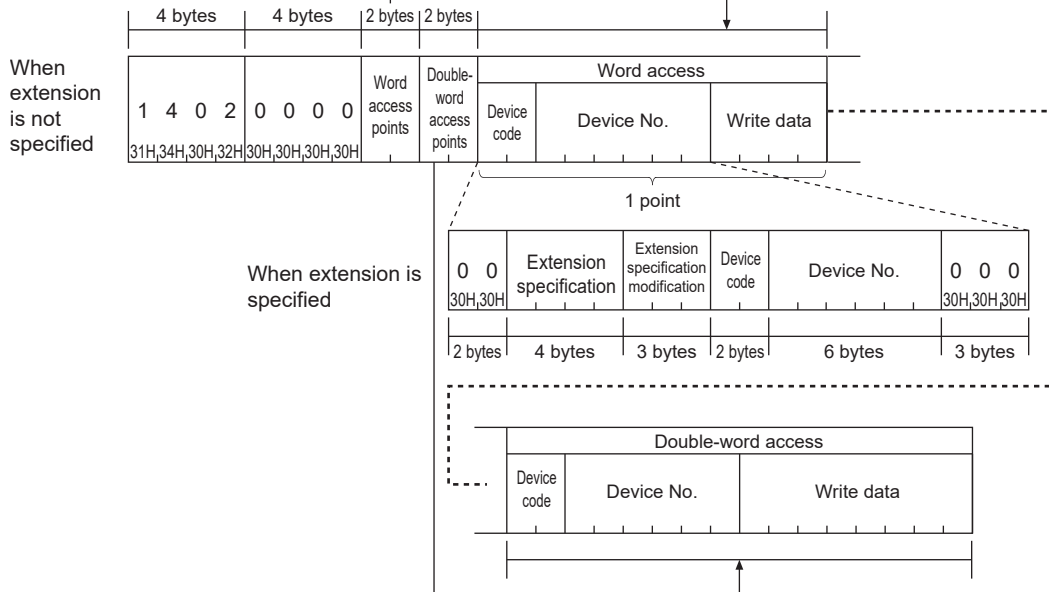 4 bytes 4 bytes 2 bytes 2 bytes
When
extension
is not
specified
1 4 0 2
31H,34H,30H,32H
0 0 0 0
30H,30H,30H,30H
Word
access
points
Double-
word
access
points
Word access
Device
code
Device No.
Write data
1 point
When extension is
specified
0 0
30H,30H
Extension
specification
Extension
specification
modification
Device
code
Device No.
0 0 0
30H,30H,30H
2 bytes 4 bytes 3 bytes 2 bytes 6 bytes 3 bytes
Double-word access
Device
code
Device No.
Write data